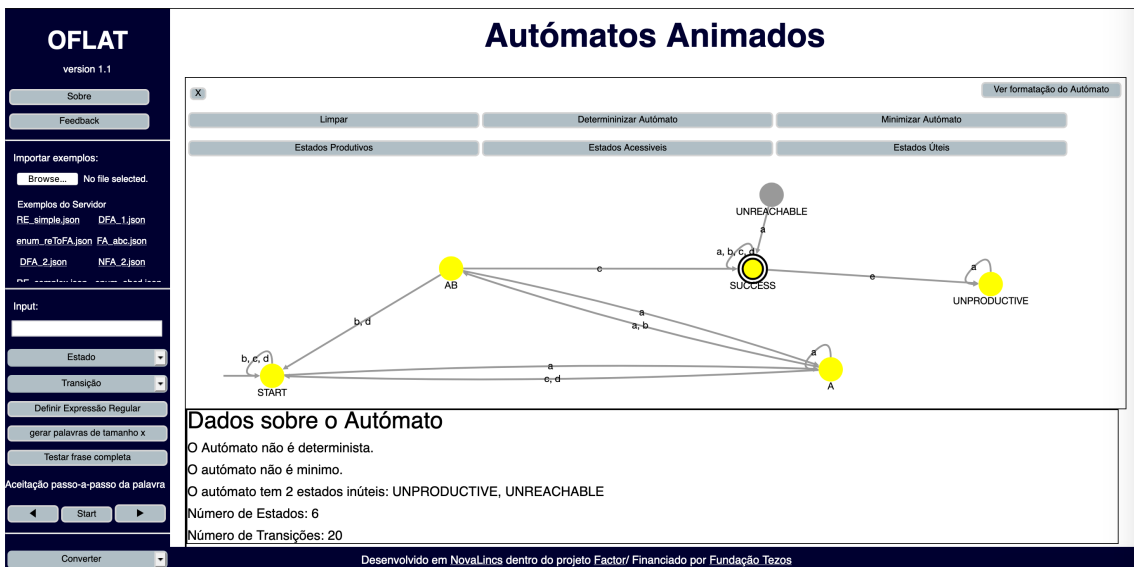 OFLAT
version 1.1
Sobre
Feedback
Importar exemplos:
Browse... No file selected.
Exemplos do Servidor
RE_simple.json DFA_1.json
enum_reToFA.json FA_abc.json
DFA_2.json NFA_2.json
Input:
Estado
Transição
Definir Expressão Regular
gerar palavras de tamanho x
Testar frase completa
Aceitação passo-a-passo da palavra
Start
Converter
Autómatos Animados
X
Ver formatação do Autómato
Limpar Determininizar Autómato Minimizar Autómato
Estados Produtivos Estados Acessiveis Estados Úteis
UNREACHABLE
a
a, b, c, d
SUCCESS
c
AB
e
a
UNPRODUCTIVE
a
a, b
b, d
b, c, d
START
a
c, d
a
A
Dados sobre o Autómato
O Autómato não é determinista.
O autómato não é minimo.
O autómato tem 2 estados inúteis: UNPRODUCTIVE, UNREACHABLE
Número de Estados: 6
Número de Transições: 20
Desenvolvido em NovaLincs dentro do projeto Factor/ Financiado por Fundação Tezos